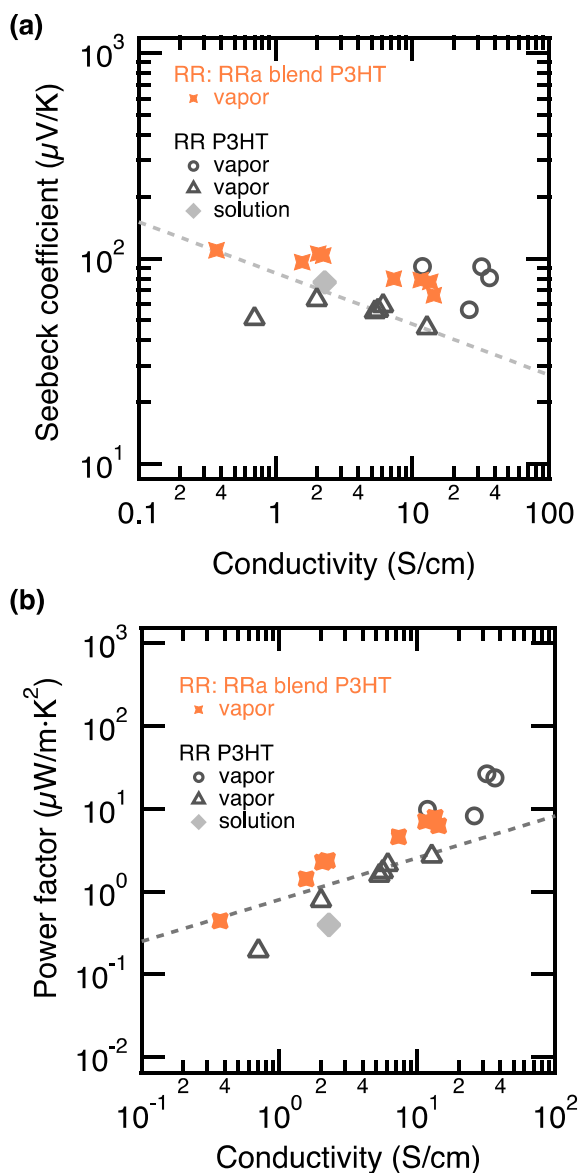 (a)
Seebeck coefficient (µV/K)
10³
10²
10¹
RR: RRa blend P3HT
vapor
RR P3HT
vapor
vapor
solution
0.1 2 4 1 2 4 10 2 4 100
Conductivity (S/cm)
(b)
Power factor (µW/m·K²)
10³
10²
10¹
10⁰
10⁻¹
10⁻²
RR: RRa blend P3HT
vapor
RR P3HT
vapor
vapor
solution
10⁻¹ 2 4 10⁰ 2 4 10¹ 2 4 10²
Conductivity (S/cm)